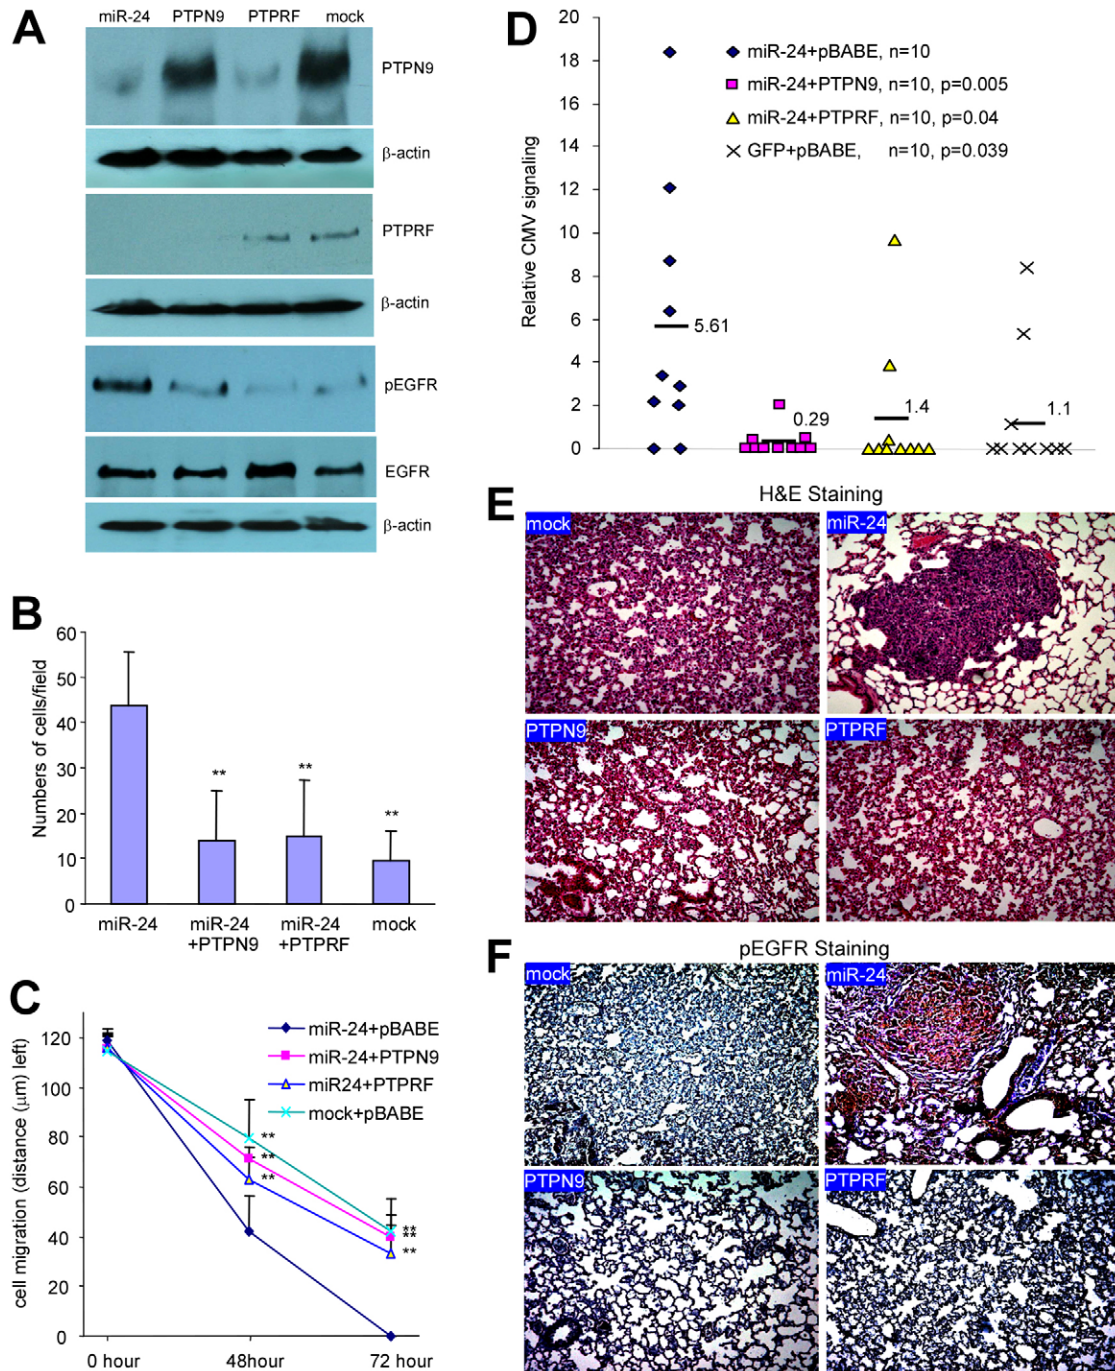 A
miR-24 PTPN9 PTPRF mock
PTPN9
β-actin
PTPRF
β-actin
pEGFR
EGFR
β-actin
B
Numbers of cells/field
60
50
40
30
20
10
0
** ** **
miR-24 miR-24 miR-24 mock
+PTPN9 +PTPRF
C
cell migration (distance (μm) left)
120
100
80
60
40
20
0
miR-24+pBABE
miR-24+PTPN9
miR24+PTPRF
mock+pBABE
**
**
**
**
**
**
0 hour 48hour 72 hour
D
Relative CMV signaling
20
18
16
14
12
10
8
6
4
2
0
miR-24+pBABE, n=10
miR-24+PTPN9, n=10, p=0.005
miR-24+PTPRF, n=10, p=0.04
GFP+pBABE, n=10, p=0.039
5.61
0.29
1.4
1.1
E
H&E Staining
mock miR-24
PTPN9 PTPRF
F
pEGFR Staining
mock miR-24
PTPN9 PTPRF